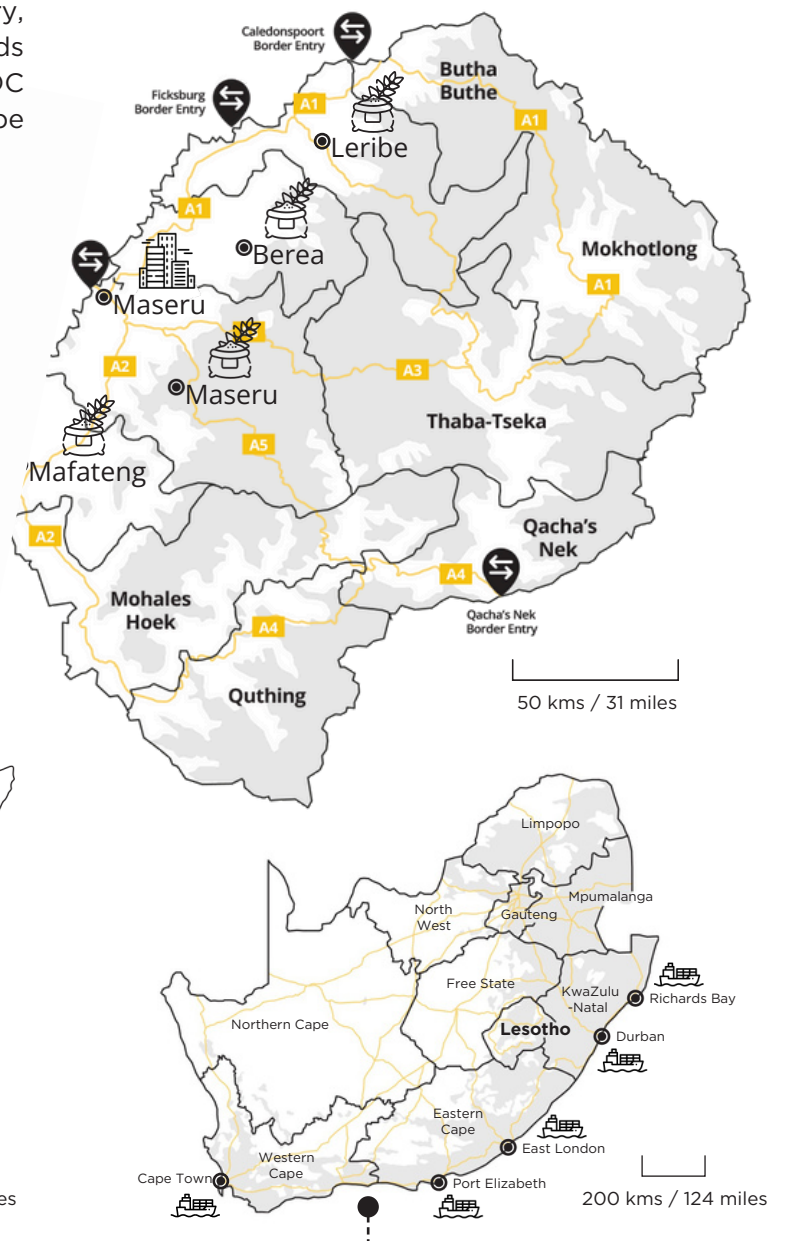 ry,
ds
OC
be
Caledonspoort
Border Entry
Butha
Buthe
Ficksburg
Border Entry
A1
A1
Leribe
A1
Berea
Mokhotlong
A1
Maseru
A2
A3
Maseru
Thaba-Tseka
A5
Mafateng
Qacha's
Nek
A2
A4
Mohales
Hoek
A4
Qacha's Nek
Border Entry
Quthing
50 kms / 31 miles
Limpopo
Mpumalanga
North
West
Gauteng
Free State
KwaZulu
-Natal
Richards Bay
Northern Cape
Lesotho
Durban
Eastern
Cape
East London
Western
Cape
Cape Town
Port Elizabeth
es
200 kms / 124 miles